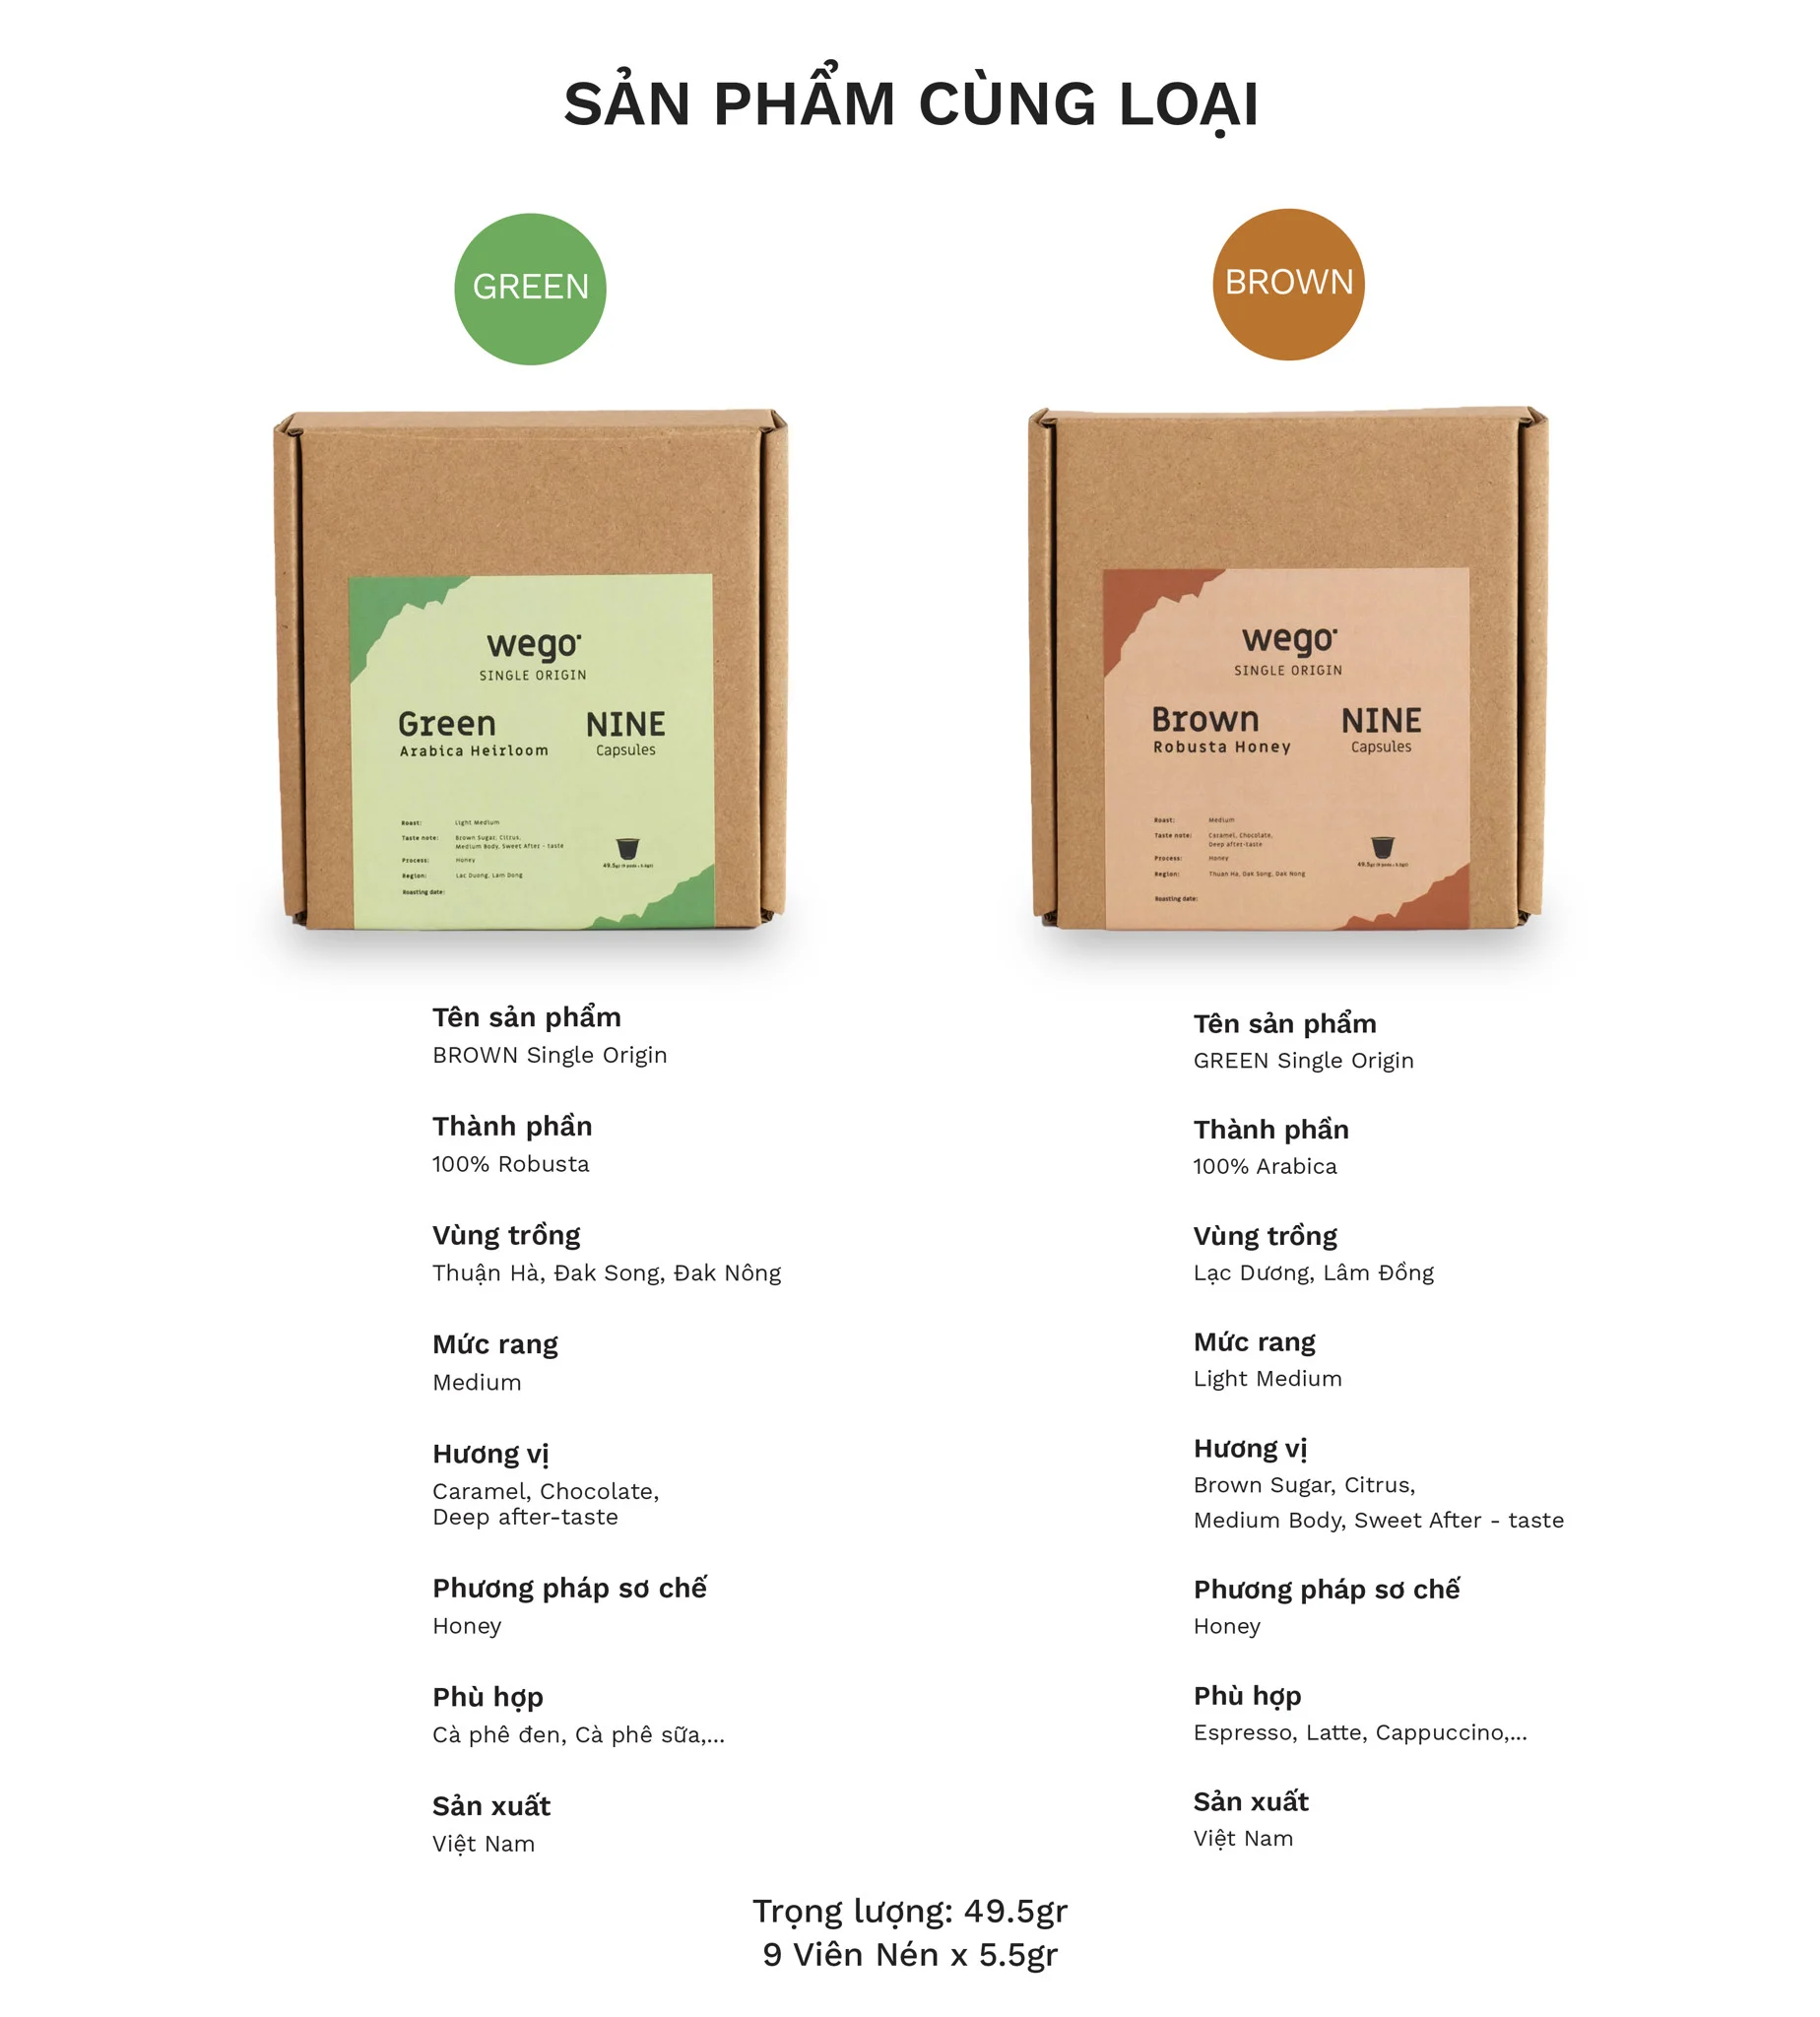 SẢN PHẨM CÙNG LOẠI
GREEN
wego
SINGLE ORIGIN
Green
Arabica Heirloom
NINE
Capsules
Roast: Light Medium
Taste note: Brown Sugar, Citrus,
Medium Body, Sweet After - taste
Process: Honey
Region: Lac Duong, Lam Dong
Roasting date:
49.5gr (9 pods x 5.5gr)
Tên sản phẩm
BROWN Single Origin
Thành phần
100% Robusta
Vùng trồng
Thuận Hà, Đak Song, Đak Nông
Mức rang
Medium
Hương vị
Caramel, Chocolate,
Deep after-taste
Phương pháp sơ chế
Honey
Phù hợp
Cà phê đen, Cà phê sữa,...
Sản xuất
Việt Nam
BROWN
wego
SINGLE ORIGIN
Brown
Robusta Honey
NINE
Capsules
Roast: Medium
Taste note: Caramel, Chocolate,
Deep after-taste
Process: Honey
Region: Thuan Ha, Dak Song, Dak Nong
Roasting date:
49.5gr (9 pods x 5.5gr)
Tên sản phẩm
GREEN Single Origin
Thành phần
100% Arabica
Vùng trồng
Lạc Dương, Lâm Đồng
Mức rang
Light Medium
Hương vị
Brown Sugar, Citrus,
Medium Body, Sweet After - taste
Phương pháp sơ chế
Honey
Phù hợp
Espresso, Latte, Cappuccino,...
Sản xuất
Việt Nam
Trọng lượng: 49.5gr
9 Viên Nén x 5.5gr